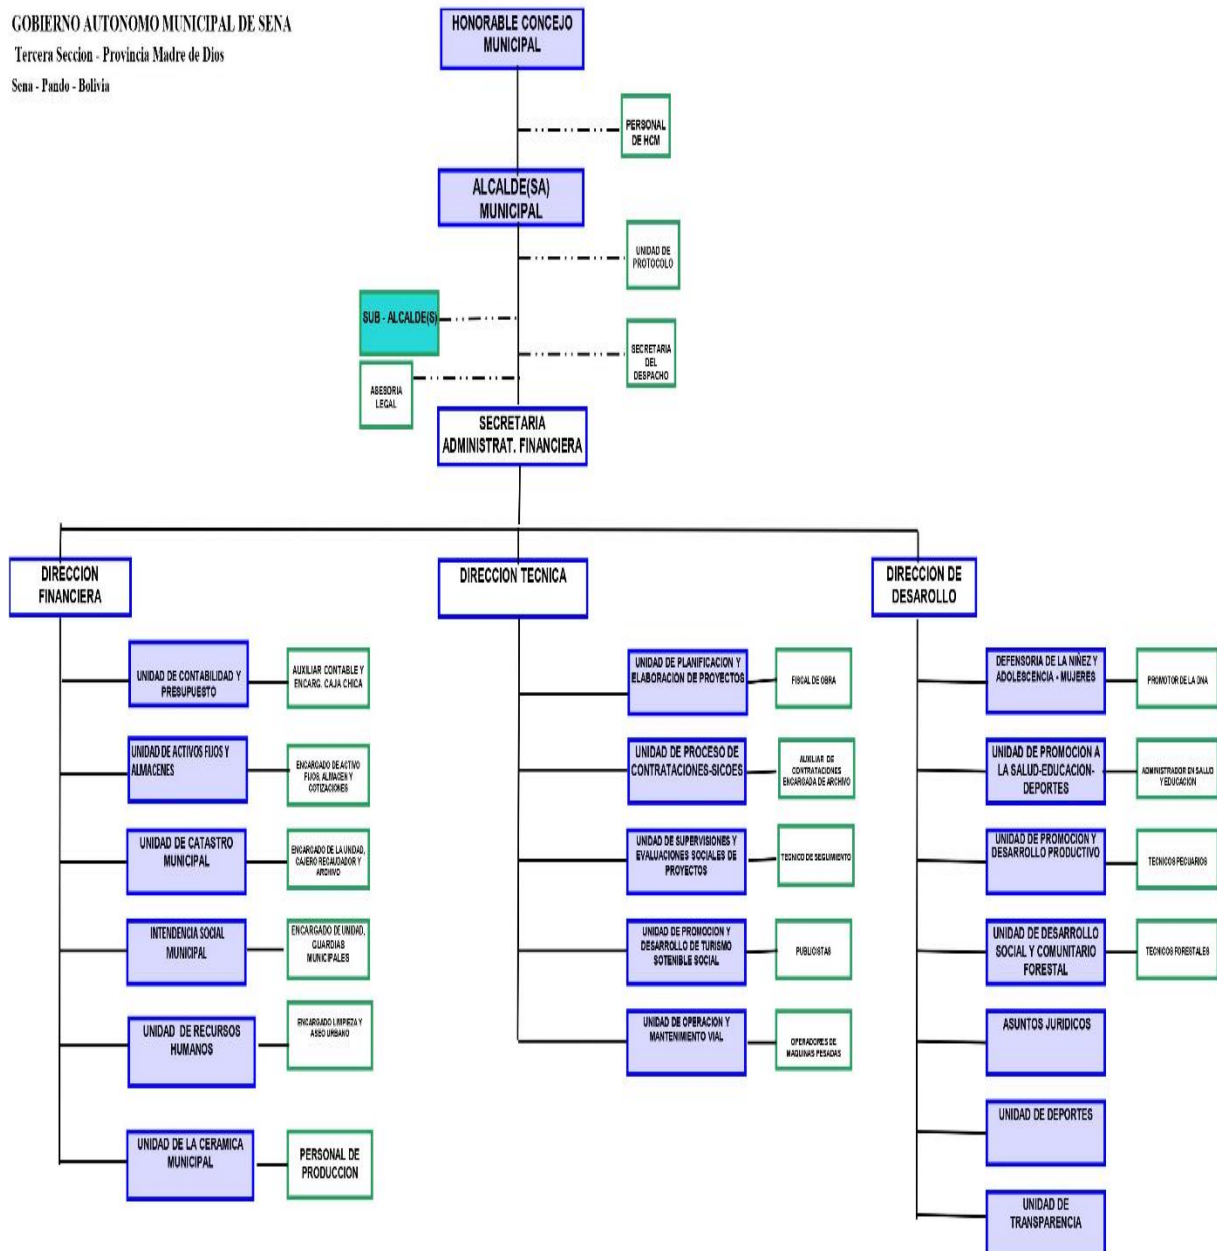 GOBIERNO AUTONOMO MUNICIPAL DE SENA
Tercera Seccion - Provincia Madre de Dios
Sena - Pando - Bolivia
HONORABLE CONCEJO
MUNICIPAL
PERSONAL
DE HCM
ALCALDE(SA)
MUNICIPAL
UNIDAD DE
PROTOCOLO
SUB - ALCALDE(S)
SECRETARIA
DEL
DESPACHO
ASESORIA
LEGAL
SECRETARIA
ADMINISTRAT. FINANCIERA
DIRECCION
FINANCIERA
UNIDAD DE CONTABILIDAD Y
PRESUPUESTO
AUXILIAR CONTABLE Y
ENCARG. CAJA CHICA
UNIDAD DE ACTIVOS FIJOS Y
ALMACENES
ENCARGADO DE ACTIVO
FIJOS, ALMACEN Y
COTIZACIONES
UNIDAD DE CATASTRO
MUNICIPAL
ENCARGADO DE LA UNIDAD,
CAJERO RECAUDADOR Y
ARCHIVO
INTENDENCIA SOCIAL
MUNICIPAL
ENCARGADO DE UNIDAD,
GUARDIAS
MUNICIPALES
UNIDAD DE RECURSOS
HUMANOS
ENCARGADO LIMPIEZA Y
ASEO URBANO
UNIDAD DE LA CERAMICA
MUNICIPAL
PERSONAL DE
PRODUCCION
DIRECCION TECNICA
UNIDAD DE PLANIFICACION Y
ELABORACION DE PROYECTOS
FISCAL DE OBRA
UNIDAD DE PROCESO DE
CONTRATACIONES-SICOES
AUXILIAR DE
CONTRATACIONES
ENCARGADA DE ARCHIVO
UNIDAD DE SUPERVISIONES Y
EVALUACIONES SOCIALES DE
PROYECTOS
TECNICO DE SEGUIMIENTO
UNIDAD DE PROMOCION Y
DESARROLLO DE TURISMO
SOTENIBLE SOCIAL
PUBLICISTAS
UNIDAD DE OPERACION Y
MANTENIMIENTO VIAL
OPERADORES DE
MAQUINAS PESADAS
DIRECCION DE
DESAROLLO
DEFENSORIA DE LA NIÑEZ Y
ADOLESCENCIA - MUJERES
PROMOTOR DE LA DNA
UNIDAD DE PROMOCION A
LA SALUD-EDUCACION-
DEPORTES
ADMINISTRADOR EN SALUD
Y EDUCACION
UNIDAD DE PROMOCION Y
DESARROLLO PRODUCTIVO
TECNICOS PECUARIOS
UNIDAD DE DESARROLLO
SOCIAL Y COMUNITARIO
FORESTAL
TECNICOS FORESTALES
ASUNTOS JURIDICOS
UNIDAD DE DEPORTES
UNIDAD DE
TRANSPARENCIA